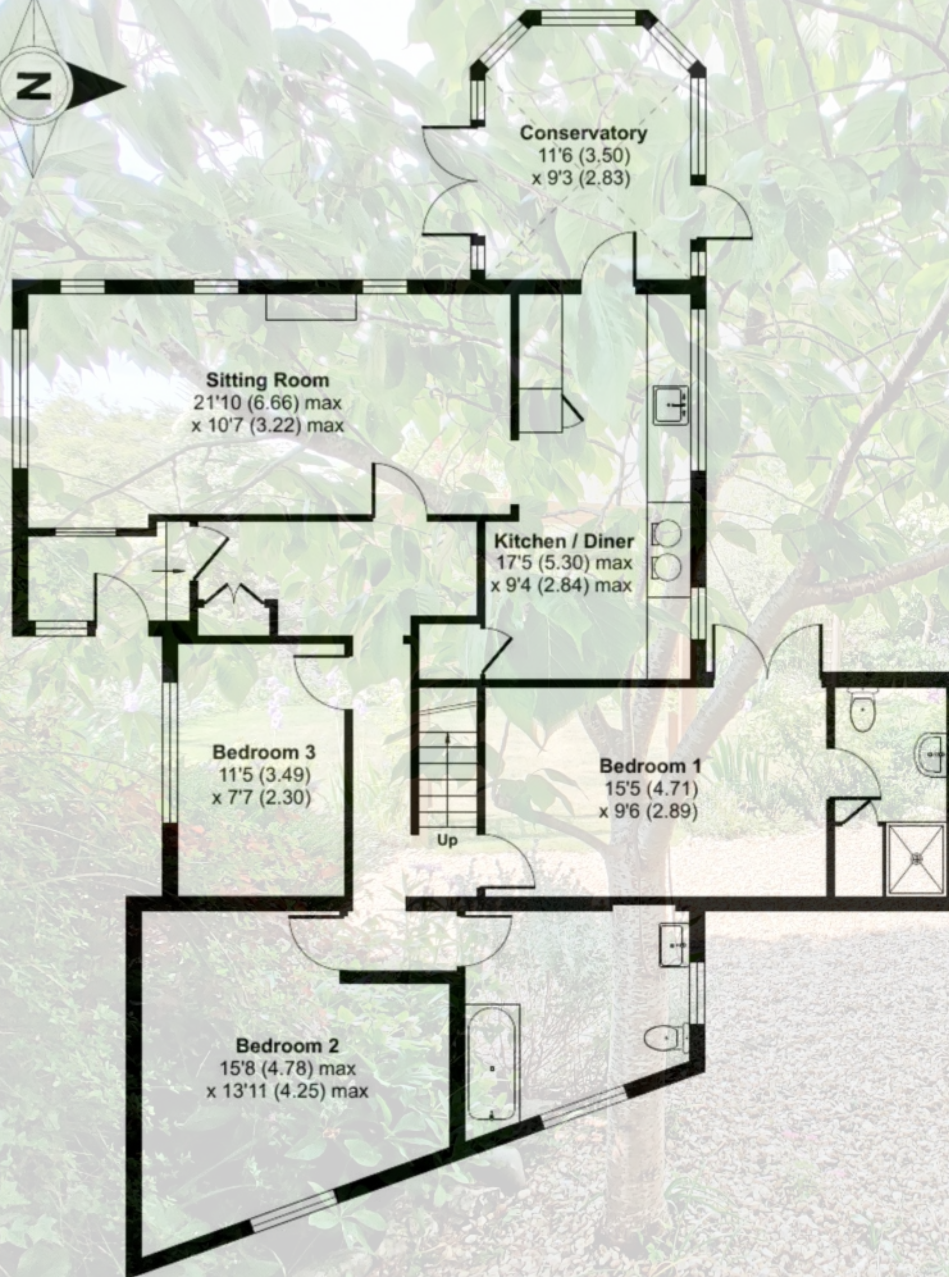 N
Conservatory
11'6 (3.50)
x 9'3 (2.83)
Sitting Room
21'10 (6.66) max
x 10'7 (3.22) max
Kitchen / Diner
17'5 (5.30) max
x 9'4 (2.84) max
Bedroom 3
11'5 (3.49)
x 7'7 (2.30)
Up
Bedroom 1
15'5 (4.71)
x 9'6 (2.89)
Bedroom 2
15'8 (4.78) max
x 13'11 (4.25) max